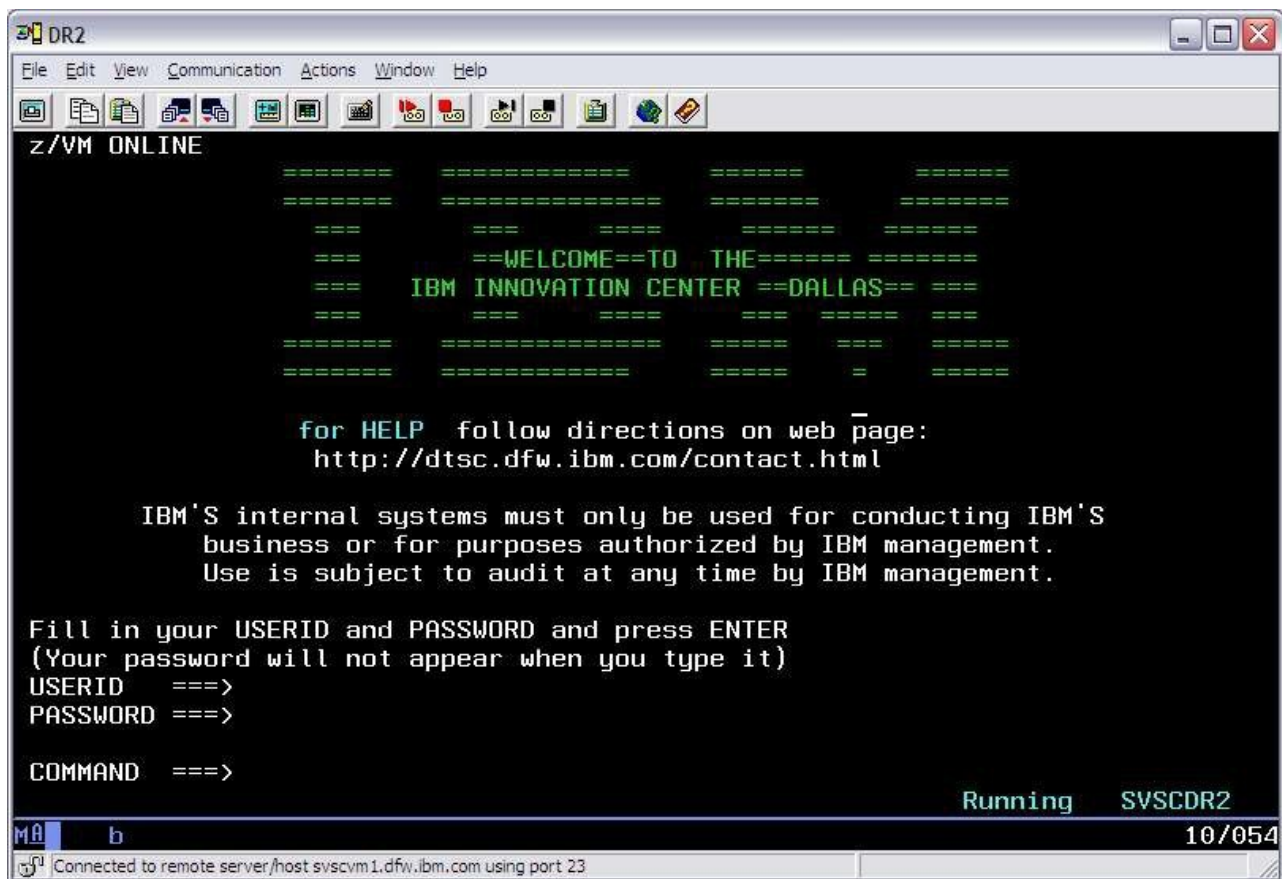 DR2
File Edit View Communication Actions Window Help
z/VM ONLINE
======= ============ ====== ======
======= ============== ======= =======
=== === ==== ====== ======
=== ==WELCOME==TO THE====== =======
=== IBM INNOVATION CENTER ==DALLAS== ===
=== === ==== === ===== ===
======= ============== ===== === =====
======= ============ ===== = =====
for HELP follow directions on web page:
http://dtsc.dfw.ibm.com/contact.html
IBM'S internal systems must only be used for conducting IBM'S
business or for purposes authorized by IBM management.
Use is subject to audit at any time by IBM management.
Fill in your USERID and PASSWORD and press ENTER
(Your password will not appear when you type it)
USERID ===>
PASSWORD ===>
COMMAND ===>
Running SVSCDR2
MA b 10/054
Connected to remote server/host svscvm1.dfw.ibm.com using port 23